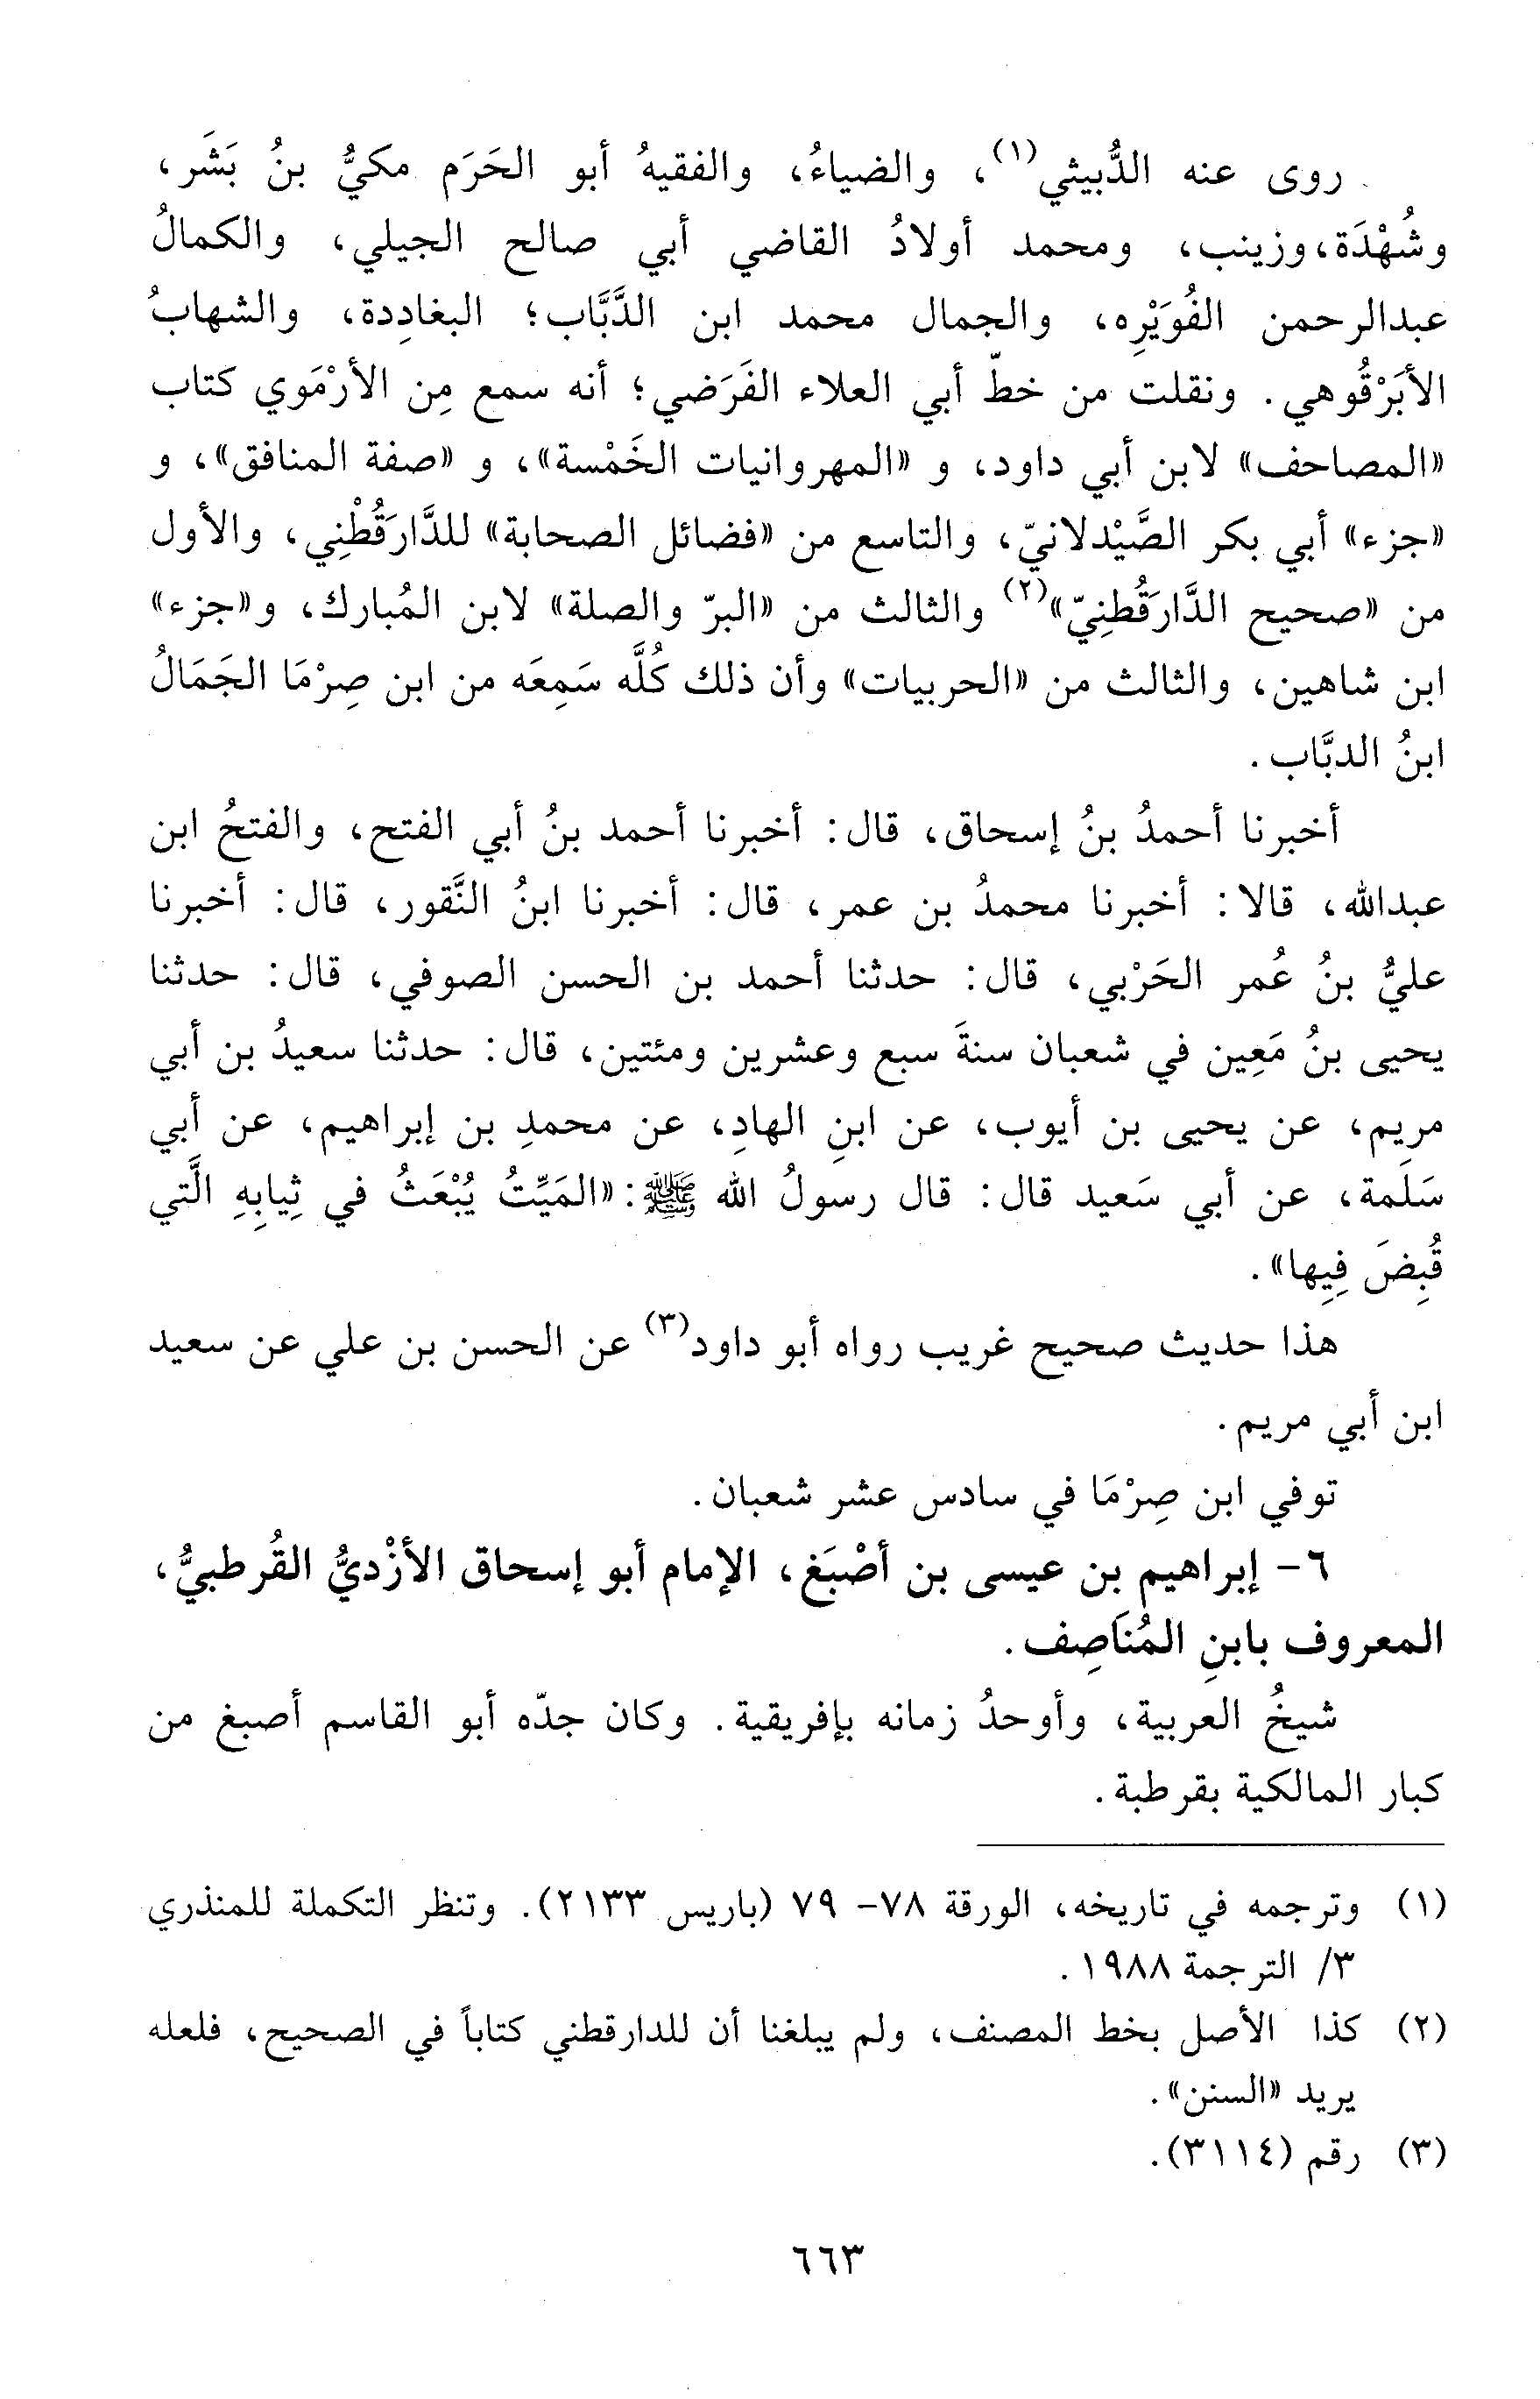 روى عنه الدُّبيثي(١)، والضياءُ، والفقيهُ أبو الحَرَم مكيُّ بنُ بَشَر،
وشُهْدَة، وزينب، ومحمد أولادُ القاضي أبي صالح الجيلي، والكمالُ
عبدالرحمن الفُوَيْرِه، والجمال محمد ابن الدَّبَّاب؛ البغادِدة، والشهابُ
الأبَرْقُوهي. ونقلت من خطّ أبي العلاء الفَرَضي؛ أنه سمع مِن الأرْمَوي كتاب
«المصاحف» لابن أبي داود، و «المهروانيات الخَمْسة»، و «صفة المنافق»، و
«جزء» أبي بكر الصَّيْدلانيّ، والتاسع من «فضائل الصحابة» للدَّارَقُطْنِي، والأول
من «صحيح الدَّارَقُطنِيّ»(٢) والثالث من «البرّ والصلة» لابن المُبارك، و«جزء»
ابن شاهين، والثالث من «الحربيات» وأن ذلك كُلَّه سَمِعَه من ابن صِرْمَا الجَمَالُ
ابنُ الدبَّاب.
أخبرنا أحمدُ بنُ إسحاق، قال: أخبرنا أحمد بنُ أبي الفتح، والفتحُ ابن
عبدالله، قالا: أخبرنا محمدُ بن عمر، قال: أخبرنا ابنُ النَّقور، قال: أخبرنا
عليُّ بنُ عُمر الحَرْبي، قال: حدثنا أحمد بن الحسن الصوفي، قال: حدثنا
يحيى بنُ مَعِين في شعبان سنةَ سبع وعشرين ومئتين، قال: حدثنا سعيدُ بن أبي
مريم، عن يحيى بن أيوب، عن ابنِ الهادِ، عن محمدِ بن إبراهيم، عن أبي
سَلَمة، عن أبي سَعيد قال: قال رسولُ الله ﷺ: «المَيِّتُ يُبْعَثُ في ثِيابِهِ الَّتي
قُبِضَ فِيها».
هذا حديث صحيح غريب رواه أبو داود(٣) عن الحسن بن علي عن سعيد
ابن أبي مريم.
توفي ابن صِرْمَا في سادس عشر شعبان.
٦- إبراهيم بن عيسى بن أصْبَغ، الإمام أبو إسحاق الأزْديُّ القُرطبيُّ،
المعروف بابنِ المُنَاصِف.
شيخُ العربية، وأوحدُ زمانه بإفريقية. وكان جدّه أبو القاسم أصبغ من
كبار المالكية بقرطبة.
(١) وترجمه في تاريخه، الورقة ٧٨- ٧٩ (باريس ٢١٣٣). وتنظر التكملة للمنذري
٣/ الترجمة ١٩٨٨.
(٢) كذا الأصل بخط المصنف، ولم يبلغنا أن للدارقطني كتاباً في الصحيح، فلعله
يريد «السنن».
(٣) رقم (٣١١٤).
٦٦٣